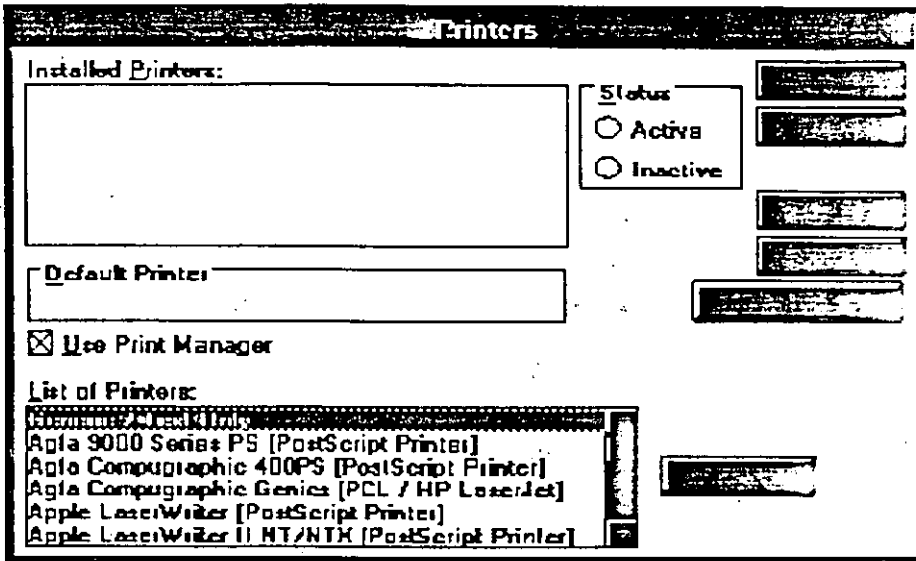 Printers
Installed Printers:
Status
Active
Inactive
Default Printer
Use Print Manager
List of Printers:
Agfa 9000 Series PS [PostScript Printer]
Agfa Compugraphic 400PS [PostScript Printer]
Agfa Compugraphic Genics [PCL / HP LaserJet]
Apple LaserWriter [PostScript Printer]
Apple LaserWriter II NT/NTX [PostScript Printer]